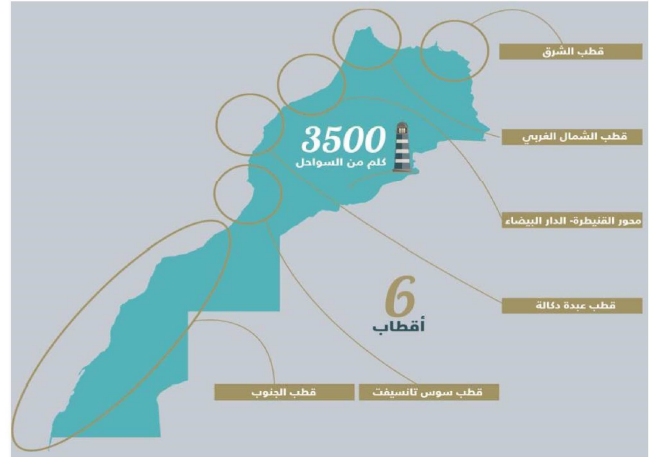 قطب الشرق
قطب الشمال الغربي
3500
كلم من السواحل
محور القنيطرة- الدار البيضاء
6
أقطاب
قطب عبدة دكالة
قطب سوس تانسيفت
قطب الجنوب